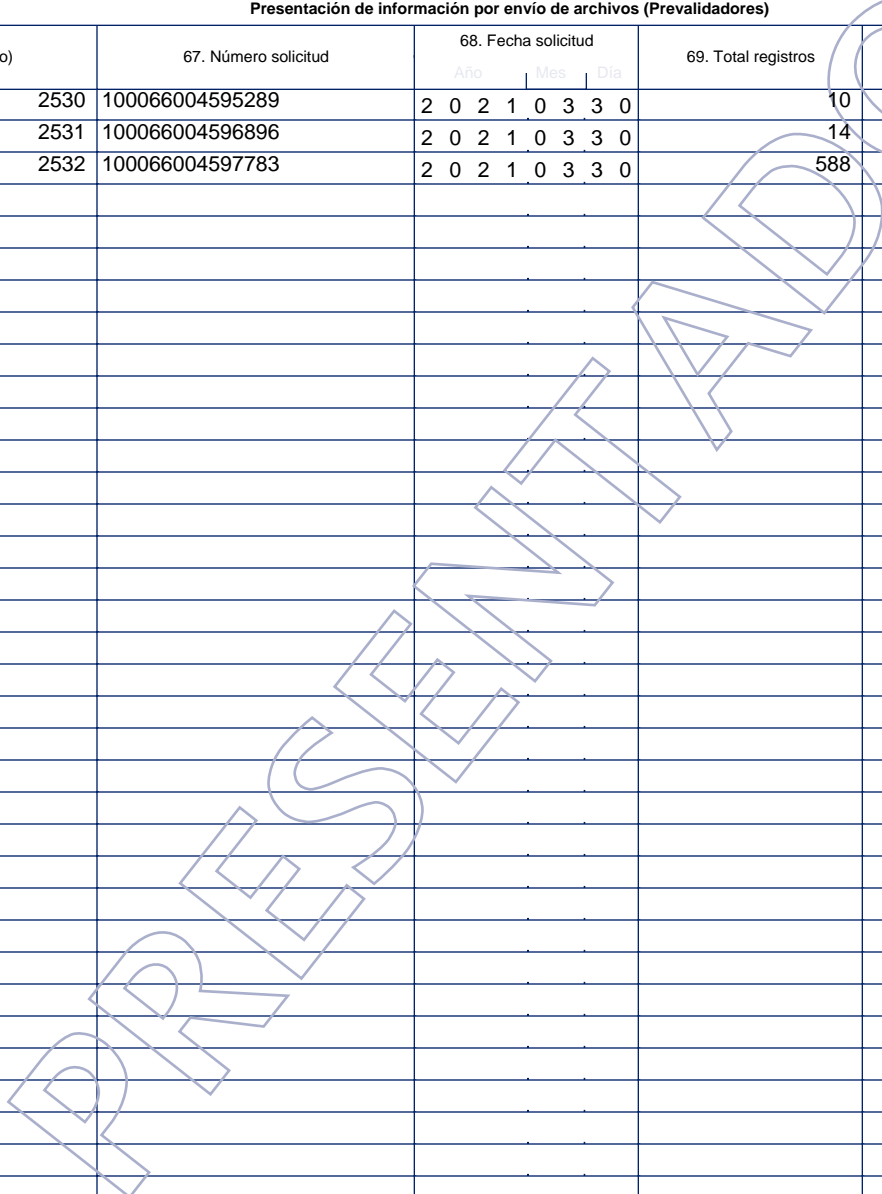 Presentación de información por envío de archivos (Prevalidadores)
o) 67. Número solicitud 68. Fecha solicitud 69. Total registros
Año Mes Día
2530 100066004595289 2 0 2 1 0 3 3 0 10
2531 100066004596896 2 0 2 1 0 3 3 0 14
2532 100066004597783 2 0 2 1 0 3 3 0 588
PRESENTADO